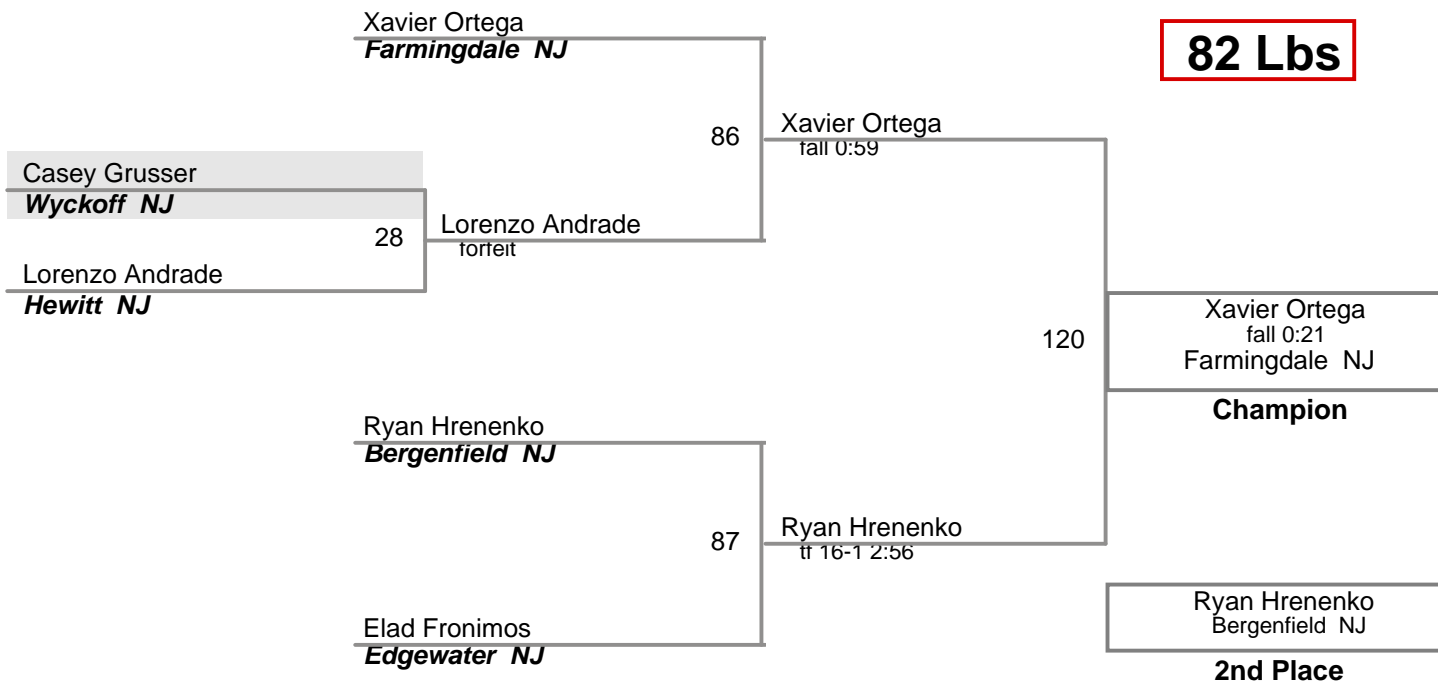 Xavier Ortega
Farmingdale NJ
82 Lbs
86
Xavier Ortega
fall 0:59
Casey Grusser
Wyckoff NJ
28
Lorenzo Andrade
forfeit
Lorenzo Andrade
Hewitt NJ
120
Xavier Ortega
fall 0:21
Farmingdale NJ
Champion
Ryan Hrenenko
Bergenfield NJ
87
Ryan Hrenenko
tf 16-1 2:56
Elad Fronimos
Edgewater NJ
Ryan Hrenenko
Bergenfield NJ
2nd Place